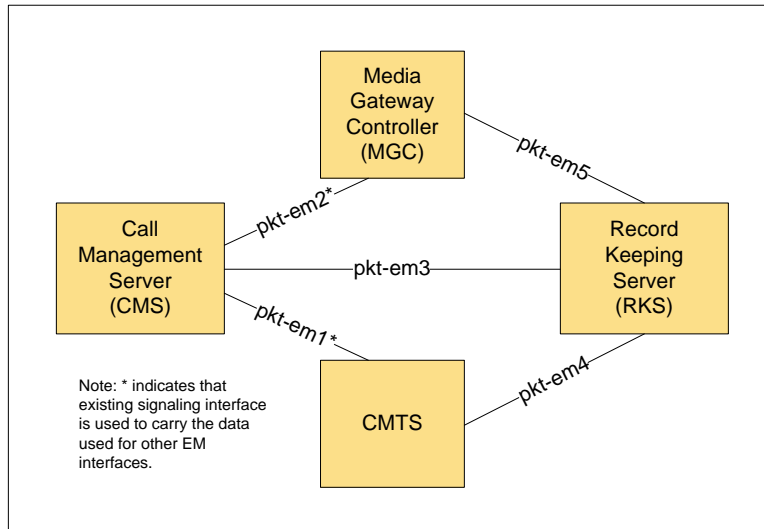 Media
Gateway
Controller
(MGC)
pkt-em5
pkt-em2*
Call
Management
Server
(CMS)
pkt-em3
Record
Keeping
Server
(RKS)
pkt-em1*
pkt-em4
CMTS
Note: * indicates that
existing signaling interface
is used to carry the data
used for other EM
interfaces.